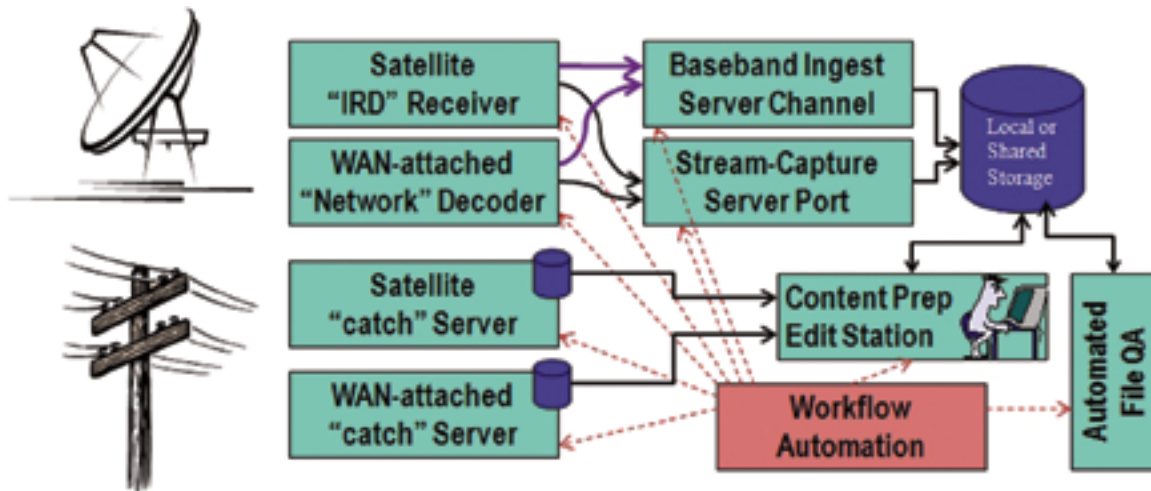 Satellite
“IRD” Receiver
Baseband Ingest
Server Channel
Local or
Shared
Storage
WAN-attached
“Network” Decoder
Stream-Capture
Server Port
Satellite
“catch” Server
Content Prep
Edit Station
Automated
File QA
WAN-attached
“catch” Server
Workflow
Automation